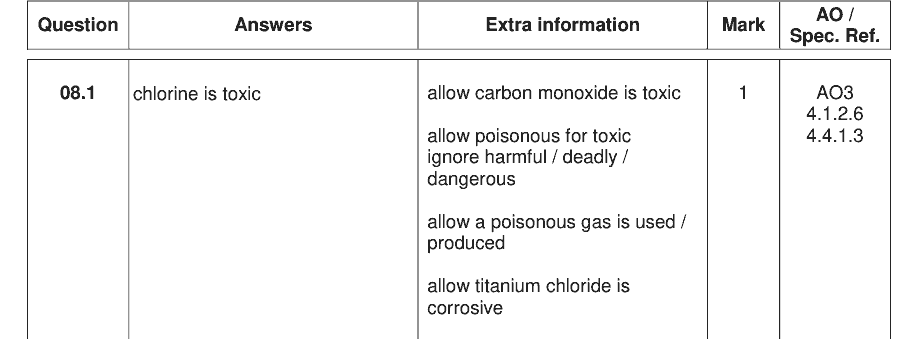 Question Answers Extra information Mark AO /
Spec. Ref.
08.1 chlorine is toxic allow carbon monoxide is toxic 1 AO3
4.1.2.6
allow poisonous for toxic 4.4.1.3
ignore harmful / deadly /
dangerous
allow a poisonous gas is used /
produced
allow titanium chloride is
corrosive